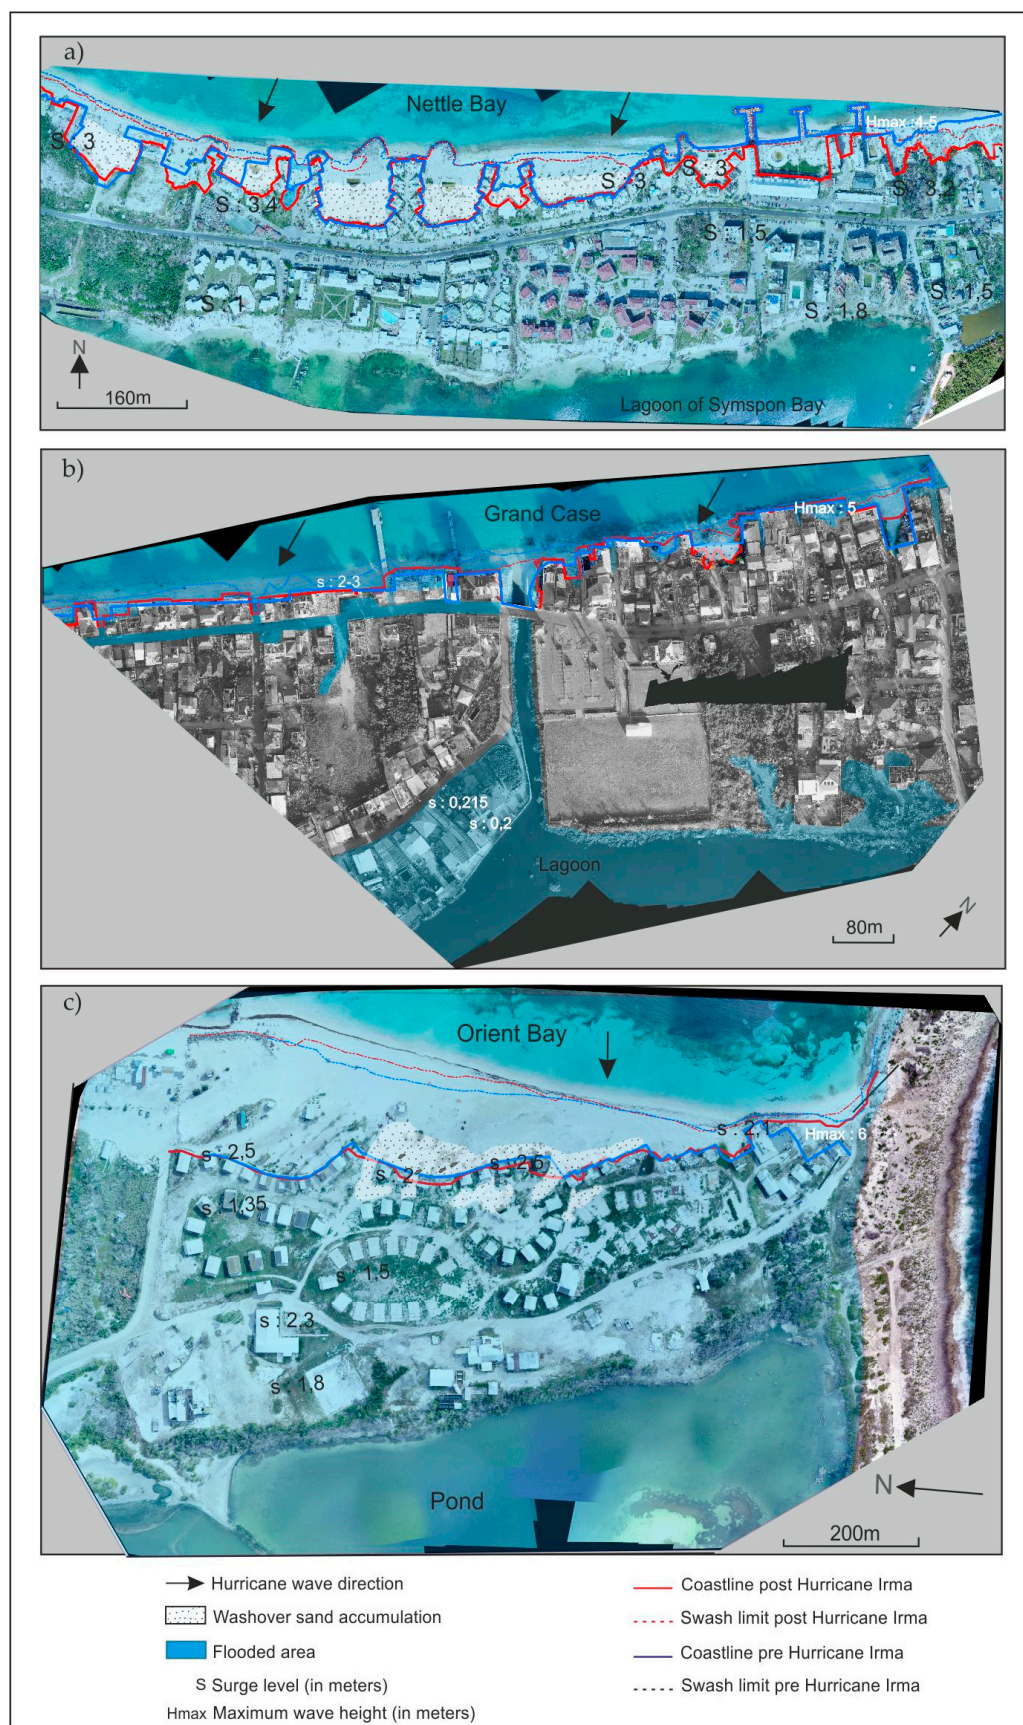 a)
Nettle Bay
Hmax : 4-5
S : 3
S : 3
S : 3
S : 3,4
S : 3,2
S : 1,5
S : 1
S : 1,8
S : 1,5
N
160m
Lagoon of Symspon Bay
b)
Grand Case
Hmax : 5
s : 2-3
s : 0,215
s : 0,2
Lagoon
N
80m
c)
Orient Bay
s : 2,1
Hmax : 6
s : 2,5
s : 2
s : 2,5
s : 1,35
s : 1,5
s : 2,3
s : 1,8
N
Pond
200m
Hurricane wave direction
Washover sand accumulation
Flooded area
S Surge level (in meters)
Hmax Maximum wave height (in meters)
Coastline post Hurricane Irma
Swash limit post Hurricane Irma
Coastline pre Hurricane Irma
Swash limit pre Hurricane Irma